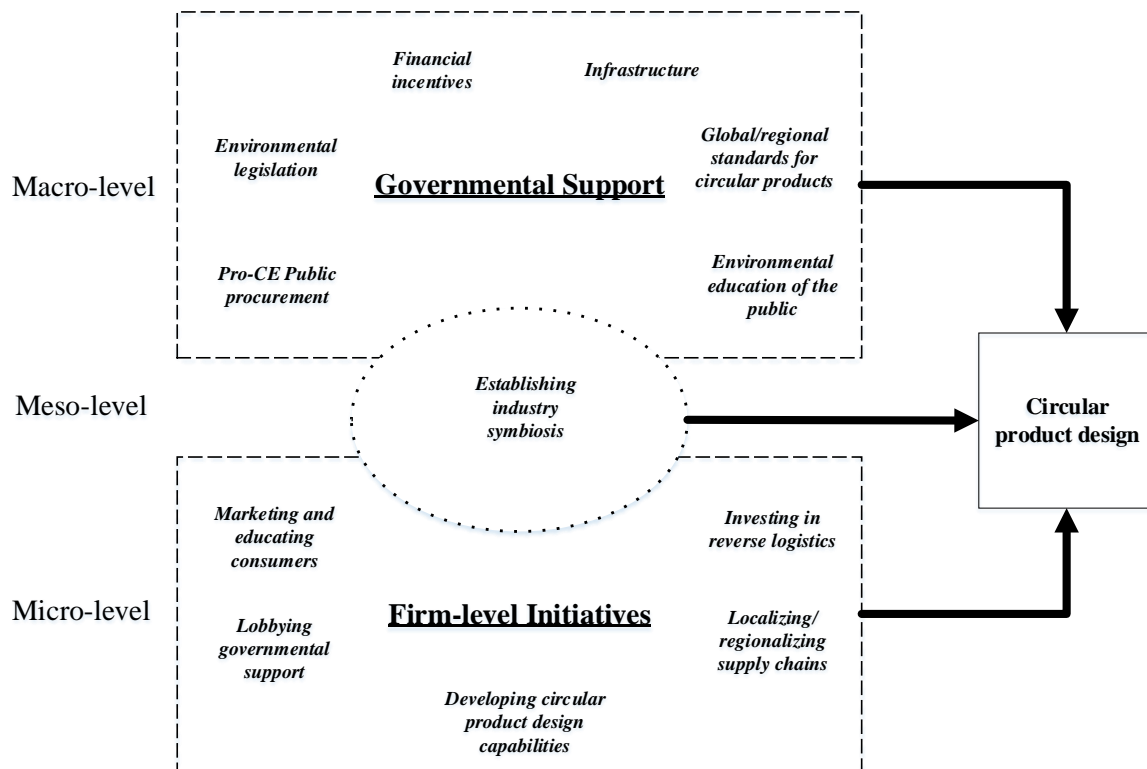 Financial
incentives
Infrastructure
Environmental
legislation
Global/regional
standards for
circular products
Macro-level
Governmental Support
Pro-CE Public
procurement
Environmental
education of the
public
Meso-level
Establishing
industry
symbiosis
Circular
product design
Marketing and
educating
consumers
Investing in
reverse logistics
Micro-level
Firm-level Initiatives
Lobbying
governmental
support
Localizing/
regionalizing
supply chains
Developing circular
product design
capabilities